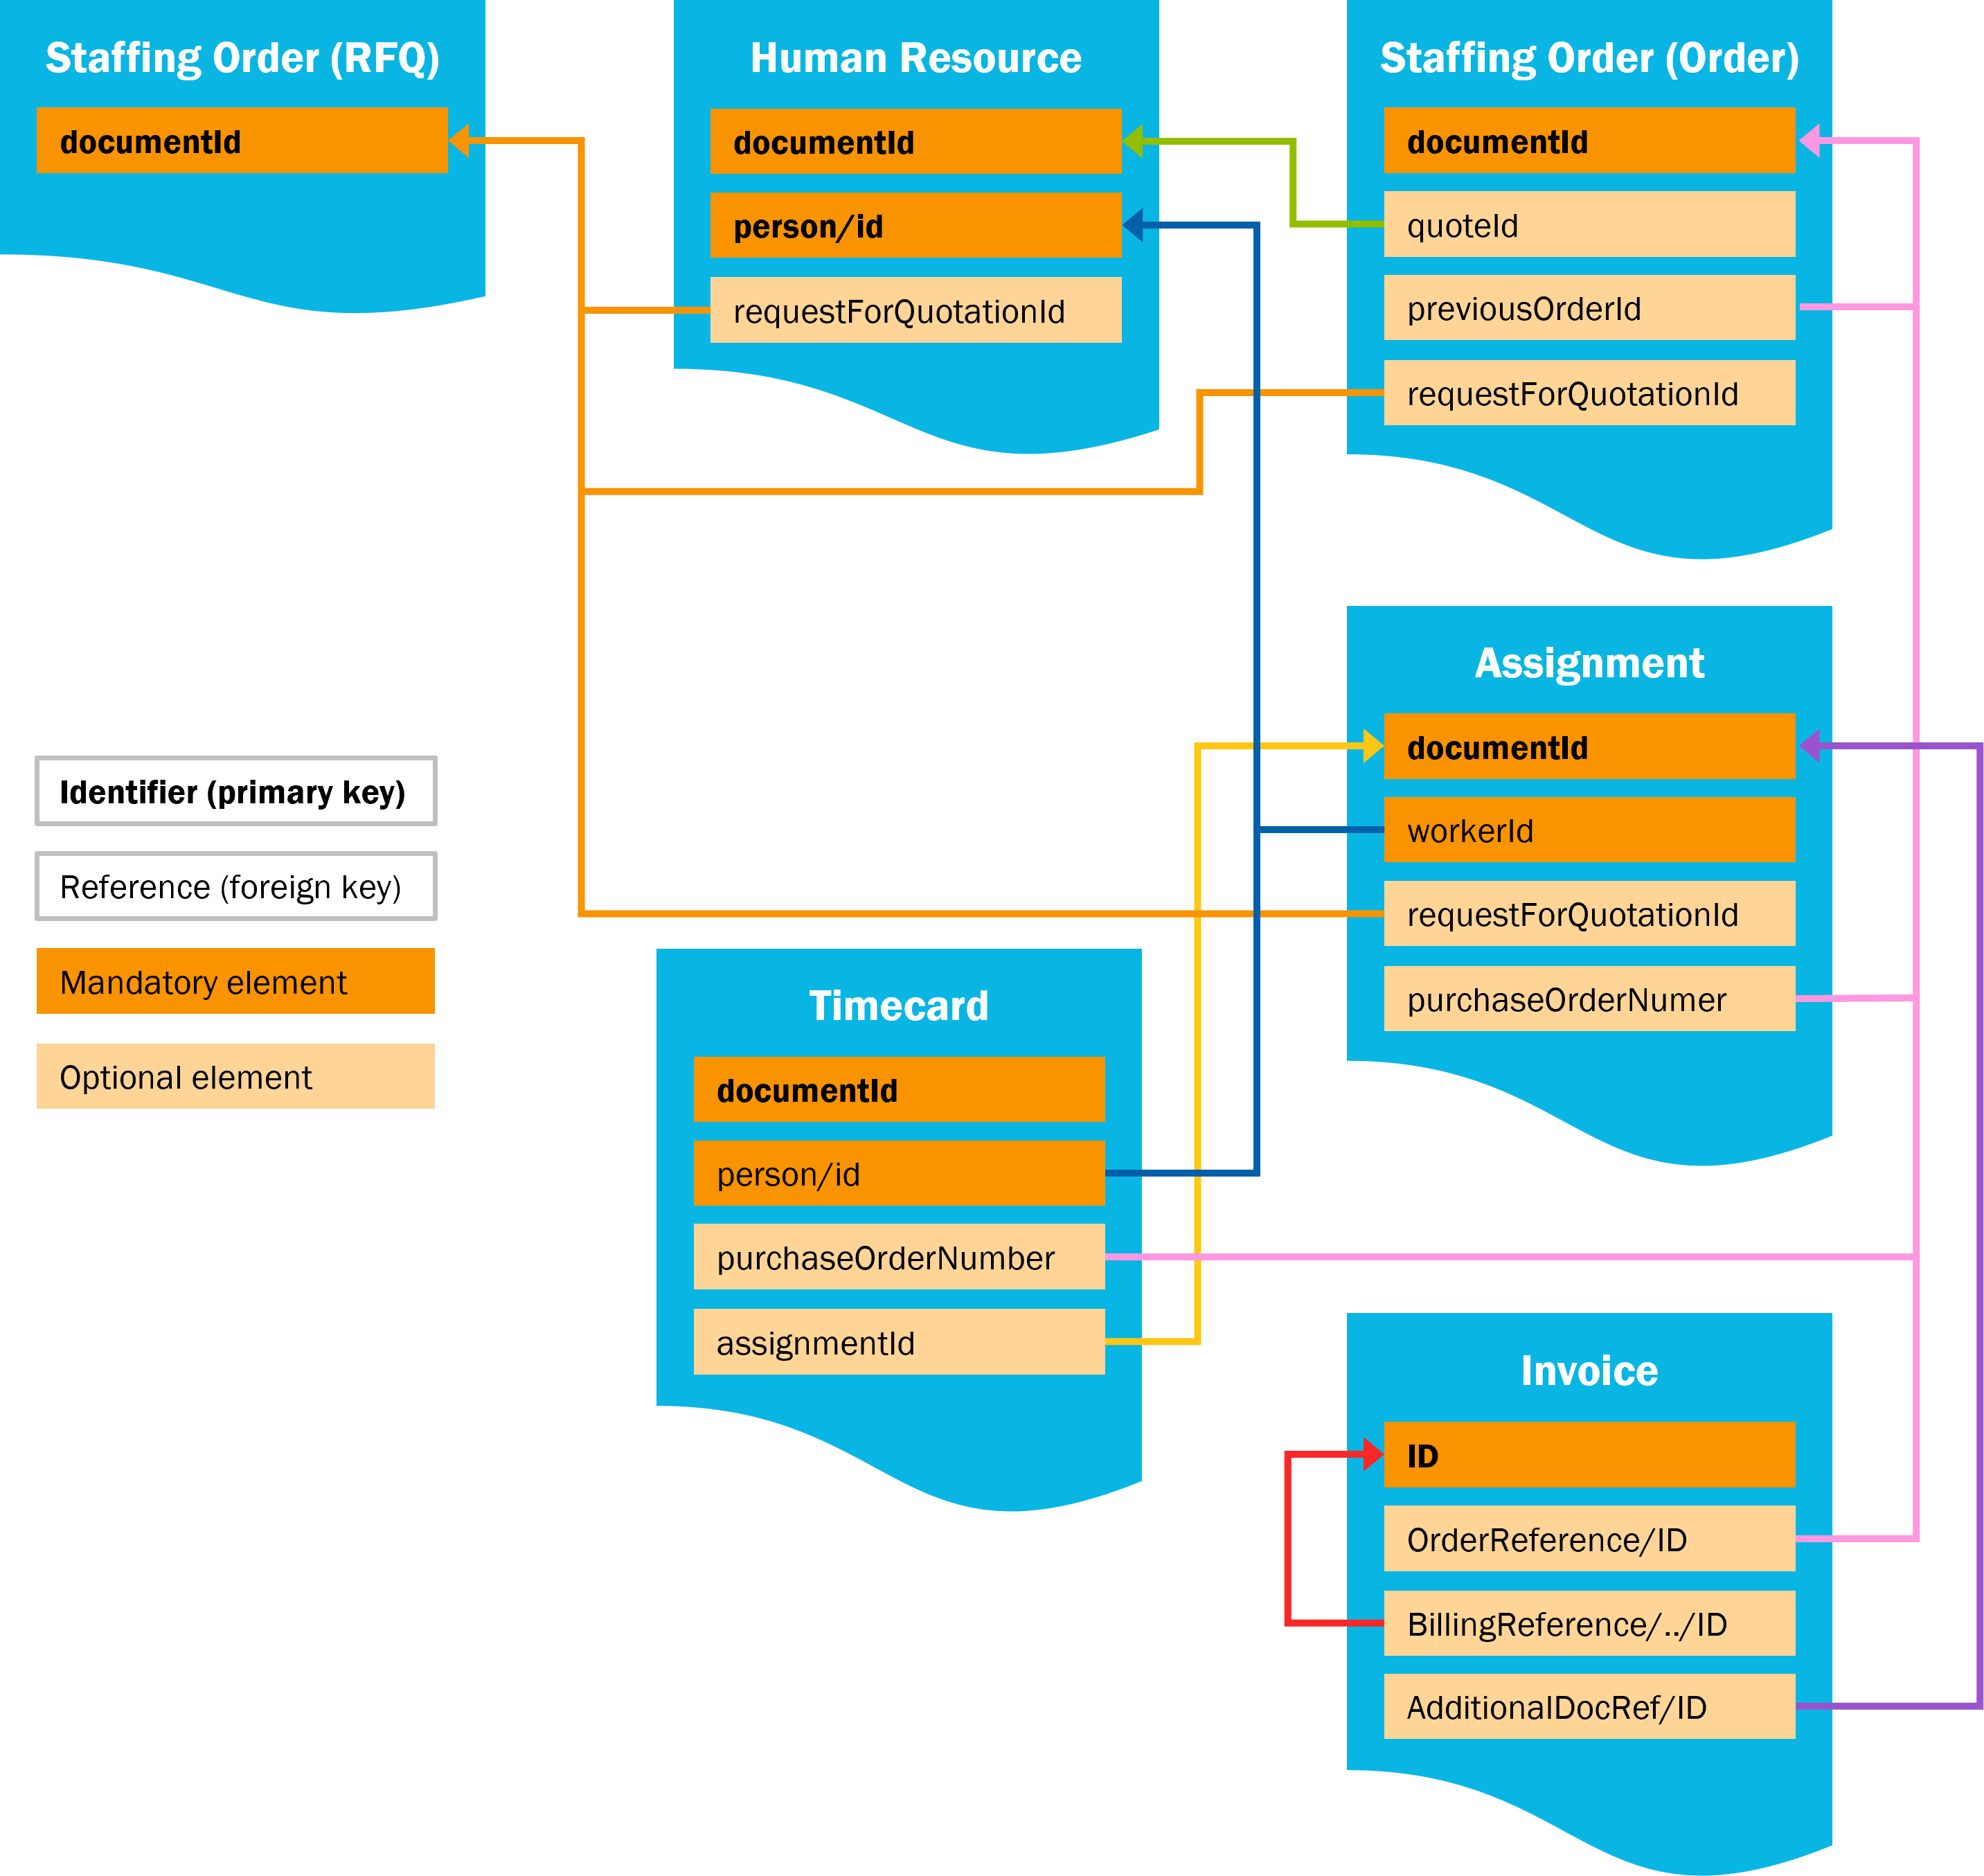 Staffing Order (RFQ)
documentId
Human Resource
documentId
person/id
requestForQuotationId
Staffing Order (Order)
documentId
quoteId
previousOrderId
requestForQuotationId
Assignment
documentId
workerId
requestForQuotationId
purchaseOrderNumer
Identifier (primary key)
Reference (foreign key)
Mandatory element
Optional element
Timecard
documentId
person/id
purchaseOrderNumber
assignmentId
Invoice
ID
OrderReference/ID
BillingReference/../ID
AdditionalDocRef/ID